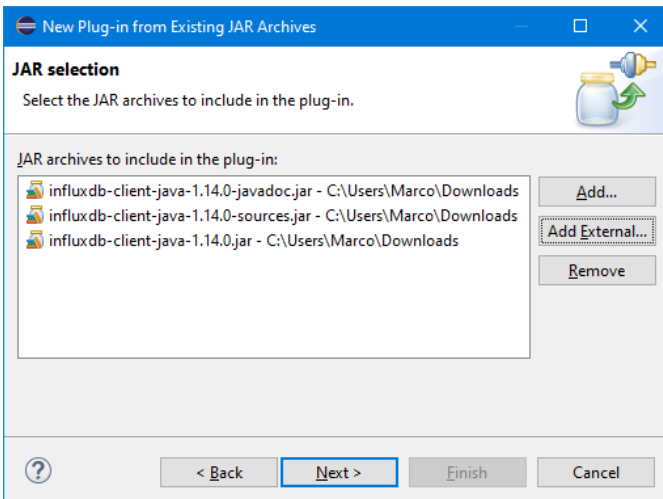 New Plug-in from Existing JAR Archives
JAR selection
Select the JAR archives to include in the plug-in.
JAR archives to include in the plug-in:
influxdb-client-java-1.14.0-javadoc.jar - C:\Users\Marco\Downloads
influxdb-client-java-1.14.0-sources.jar - C:\Users\Marco\Downloads
influxdb-client-java-1.14.0.jar - C:\Users\Marco\Downloads
Add...
Add External...
Remove
?
< Back
Next >
Finish
Cancel